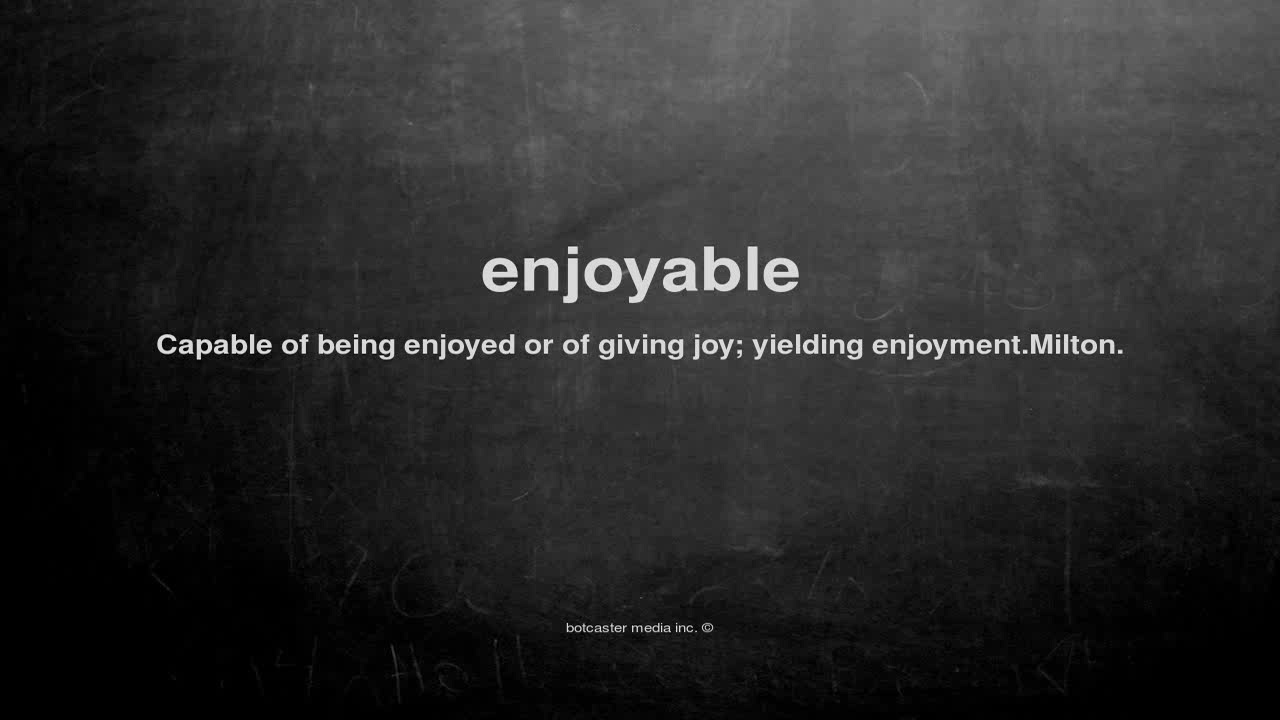 enjoyable
Capable of being enjoyed or of giving joy; yielding enjoyment.Milton.
botcaster media inc. ©